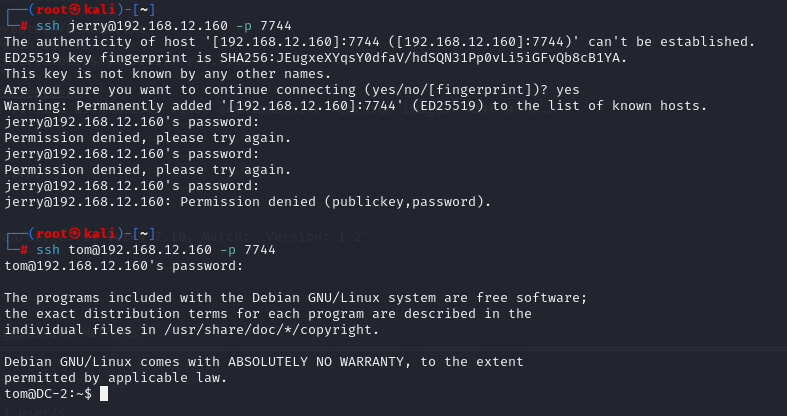 ┌──(root㉿kali)-[~]
└─# ssh jerry@192.168.12.160 -p 7744
The authenticity of host '[192.168.12.160]:7744 ([192.168.12.160]:7744)' can't be established.
ED25519 key fingerprint is SHA256:JEugxeXYqsY0dfaV/hdSQN31Pp0vLi5iGFvQb8cB1YA.
This key is not known by any other names.
Are you sure you want to continue connecting (yes/no/[fingerprint])? yes
Warning: Permanently added '[192.168.12.160]:7744' (ED25519) to the list of known hosts.
jerry@192.168.12.160's password:
Permission denied, please try again.
jerry@192.168.12.160's password:
Permission denied, please try again.
jerry@192.168.12.160's password:
jerry@192.168.12.160: Permission denied (publickey,password).
┌──(root㉿kali)-[~]
└─# ssh tom@192.168.12.160 -p 7744
tom@192.168.12.160's password:
The programs included with the Debian GNU/Linux system are free software;
the exact distribution terms for each program are described in the
individual files in /usr/share/doc/*/copyright.
Debian GNU/Linux comes with ABSOLUTELY NO WARRANTY, to the extent
permitted by applicable law.
tom@DC-2:~$